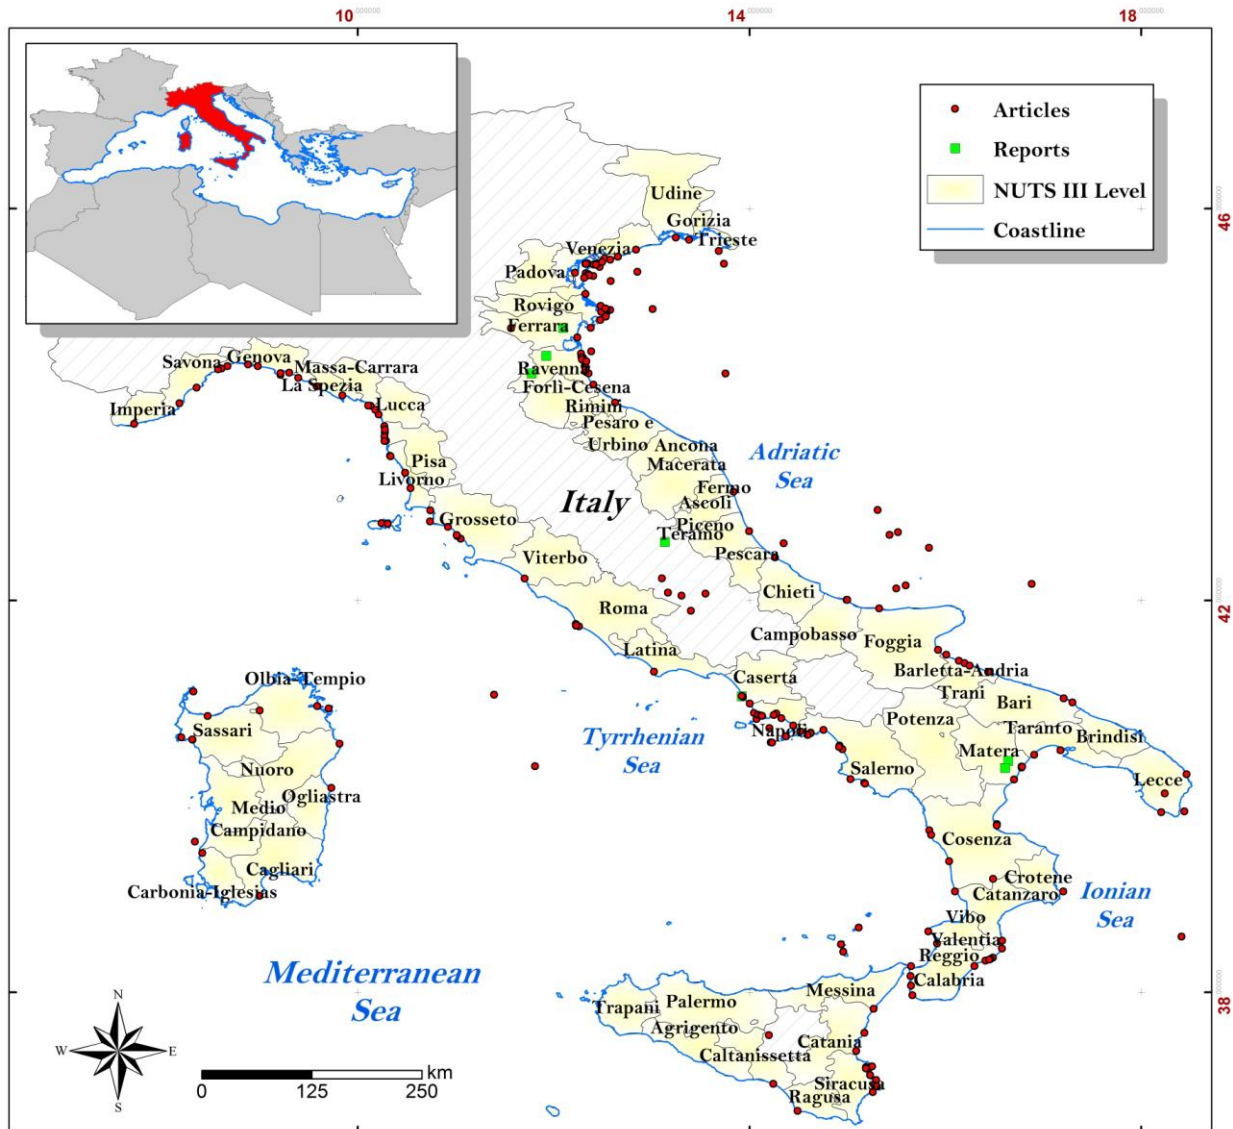 10.000000
14.000000
18.000000
Articles
Reports
NUTS III Level
Coastline
46
Udine
Gorizia
Trieste
Venezia
Padova
Rovigo
Ferrara
Ravenna
Forlì-Cesena
Rimini
Pesaro e
Urbino
Ancona
Macerata
Fermo
Ascoli
Piceno
Teramo
Pescara
Savona
Genova
Massa-Carrara
La Spezia
Imperia
Lucca
Pisa
Livorno
Grosseto
Italy
Adriatic
Sea
Viterbo
Roma
Latina
Chieti
Campobasso
Foggia
42
Caserta
Barletta-Andria
Trani
Bari
Napoli
Potenza
Taranto
Brindisi
Matera
Lecce
Salerno
Olbia-Tempio
Sassari
Nuoro
Ogliastra
Medio
Campidano
Cagliari
Carbonia-Iglesias
Tyrrhenian
Sea
Cosenza
Crotene
Catanzaro
Vibo
Valentia
Reggio
Calabria
Ionian
Sea
Mediterranean
Sea
38
Messina
Palermo
Trapani
Agrigento
Caltanissetta
Catania
Siracusa
Ragusa
N
W
E
S
km
0
125
250